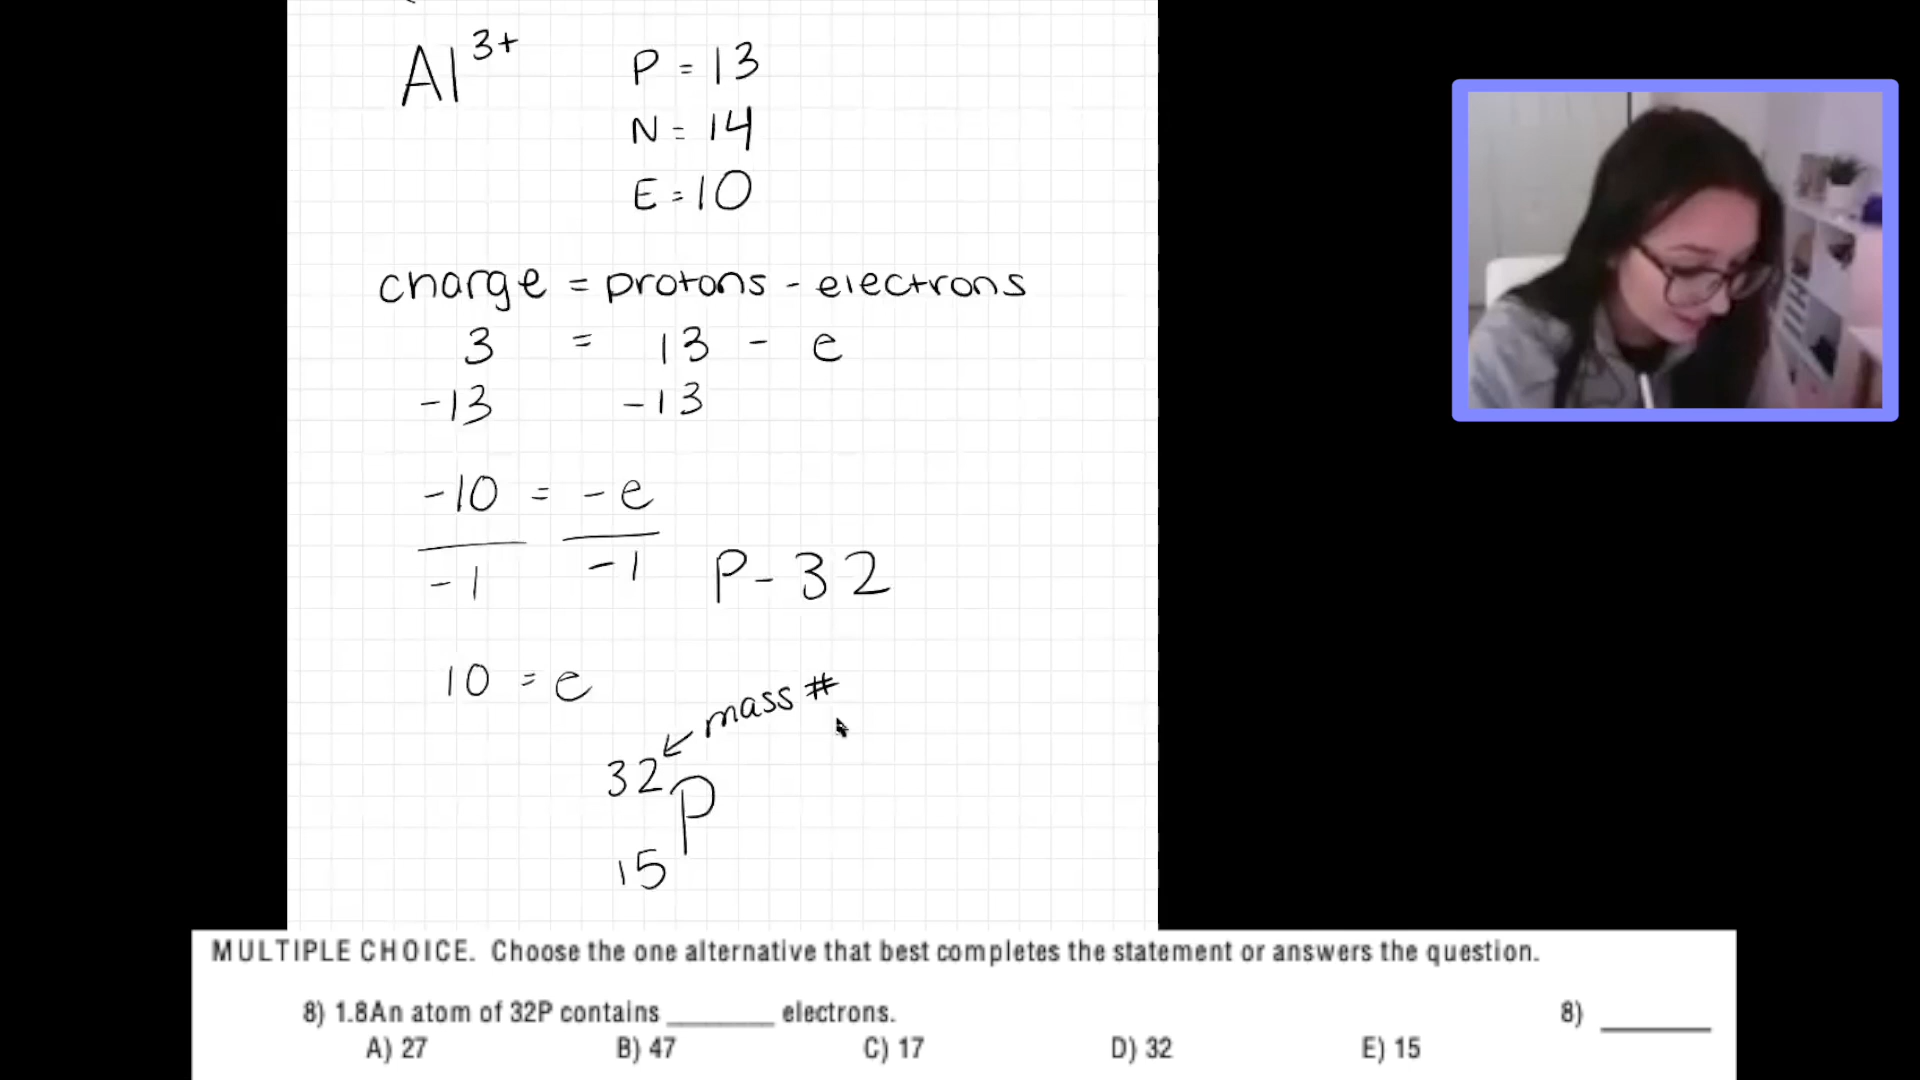 Al³⁺
P = 13
N = 14
E = 10
charge = protons - electrons
3 = 13 - e
-13 -13
-10 = -e
-1 -1
P-32
10 = e
mass #
32
P
15
MULTIPLE CHOICE. Choose the one alternative that best completes the statement or answers the question.
8) 1.8An atom of 32P contains ________ electrons. 8) ________
A) 27 B) 47 C) 17 D) 32 E) 15